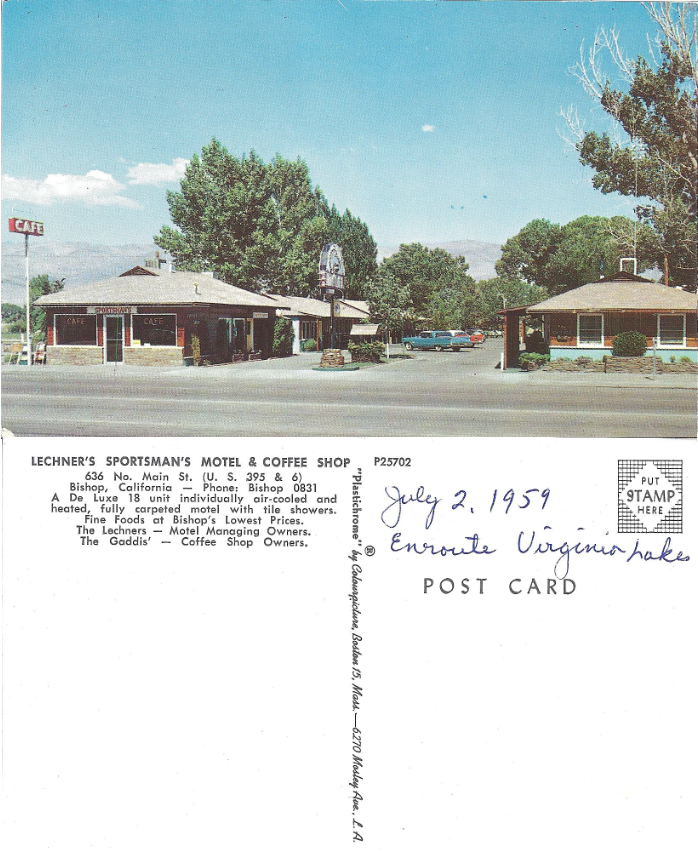 CAFE
SPORTSMAN'S
CAFE
CAFE
LECHNER'S SPORTSMAN'S MOTEL & COFFEE SHOP
636 No. Main St. (U. S. 395 & 6)
Bishop, California — Phone: Bishop 0831
A De Luxe 18 unit individually air-cooled and
heated, fully carpeted motel with tile showers.
Fine Foods at Bishop's Lowest Prices.
The Lechners — Motel Managing Owners.
The Gaddis' — Coffee Shop Owners.
"Plastichrome" ® by Colourpicture, Boston 15, Mass.—6270 Mosley Ave., L. A.
P25702
PUT
STAMP
HERE
July 2, 1959
Enroute Virginia Lakes
POST CARD